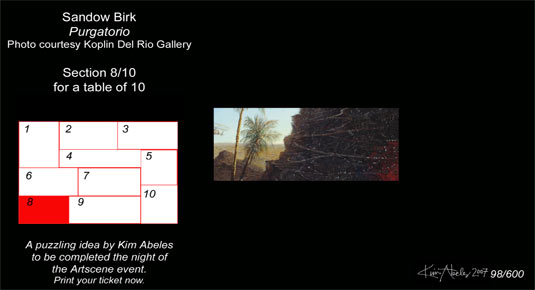 Sandow Birk
Purgatorio
Photo courtesy Koplin Del Rio Gallery
Section 8/10
for a table of 10
1
2
3
4
5
6
7
8
9
10
A puzzling idea by Kim Abeles
to be completed the night of
the Artscene event.
Print your ticket now.
Kim Abeles 2007 98/600